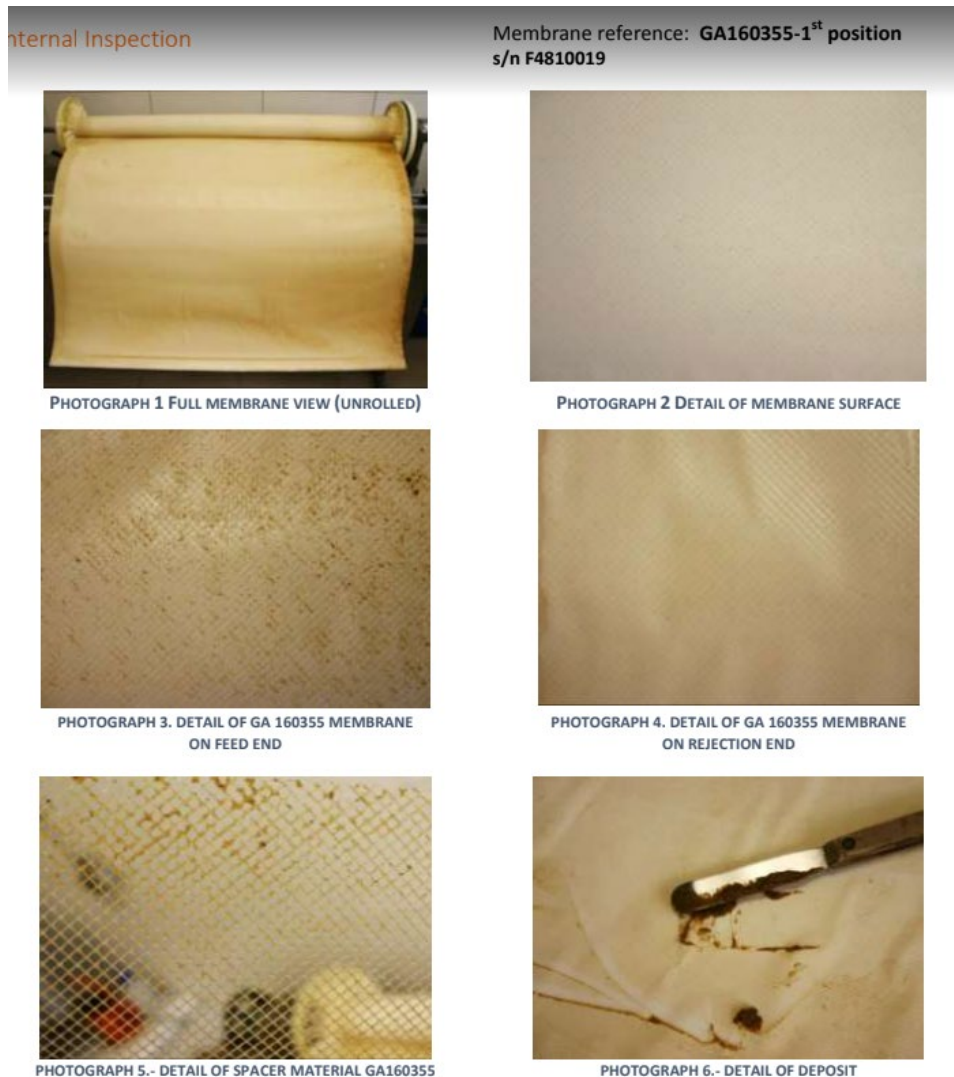 nternal Inspection
Membrane reference: GA160355-1st position
s/n F4810019
PHOTOGRAPH 1 FULL MEMBRANE VIEW (UNROLLED)
PHOTOGRAPH 2 DETAIL OF MEMBRANE SURFACE
PHOTOGRAPH 3. DETAIL OF GA 160355 MEMBRANE
ON FEED END
PHOTOGRAPH 4. DETAIL OF GA 160355 MEMBRANE
ON REJECTION END
PHOTOGRAPH 5.- DETAIL OF SPACER MATERIAL GA160355
PHOTOGRAPH 6.- DETAIL OF DEPOSIT